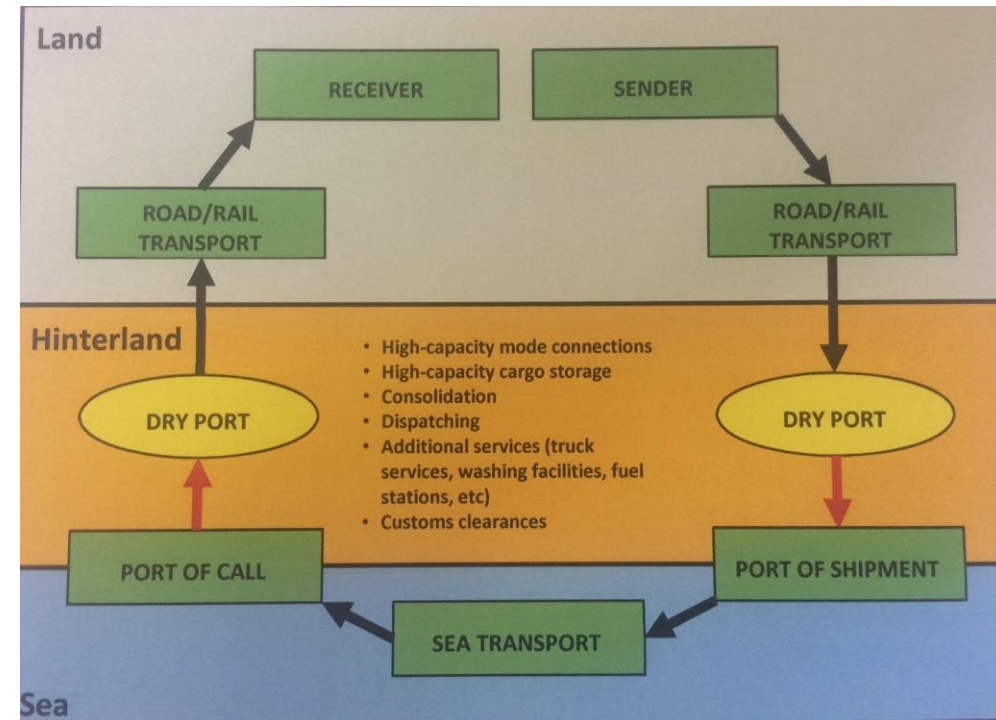 Land
RECEIVER
SENDER
ROAD/RAIL
TRANSPORT
ROAD/RAIL
TRANSPORT
Hinterland
• High-capacity mode connections
• High-capacity cargo storage
• Consolidation
• Dispatching
• Additional services (truck
services, washing facilities, fuel
stations, etc)
• Customs clearances
DRY PORT
DRY PORT
PORT OF CALL
PORT OF SHIPMENT
SEA TRANSPORT
Sea